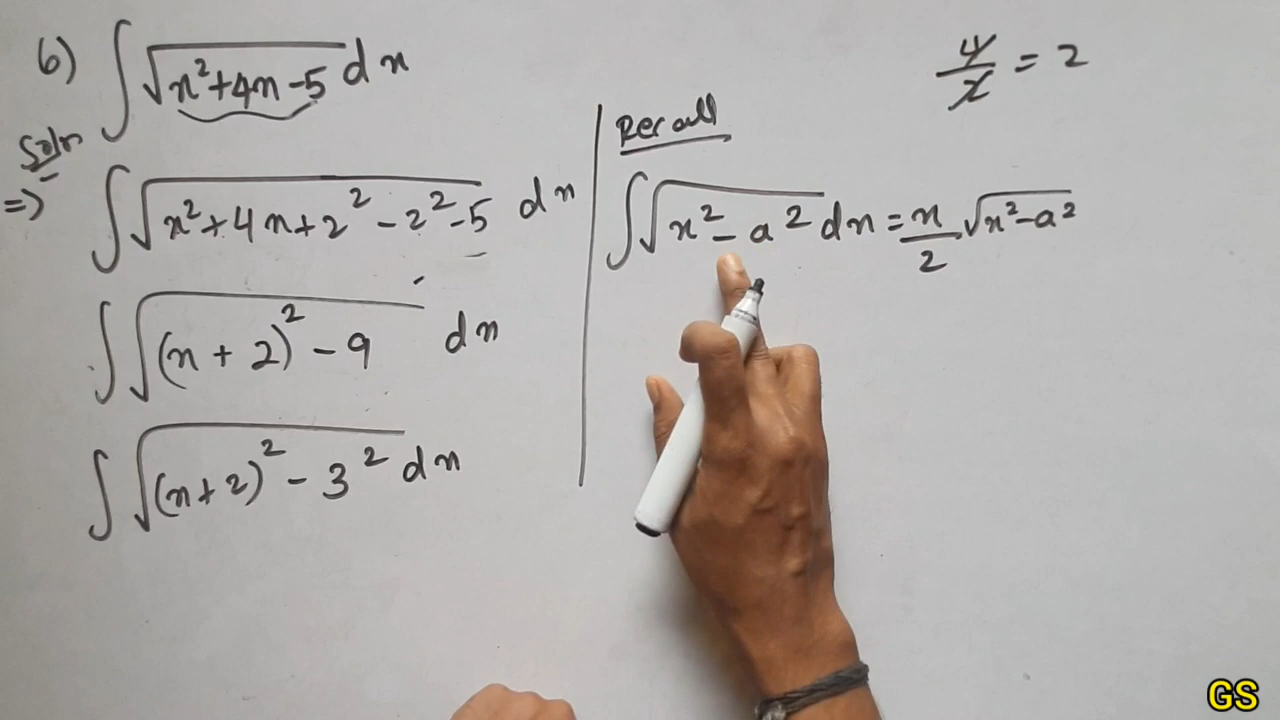 6) ∫√(x²+4x-5) dx
Soln
=> ∫√(x²+4x+2²-2²-5) dx
∫√((x+2)²-9) dx
∫√((x+2)²-3²) dx
4/2 = 2
Recall
∫√(x²-a²) dx = x/2 √(x²-a²)
GS